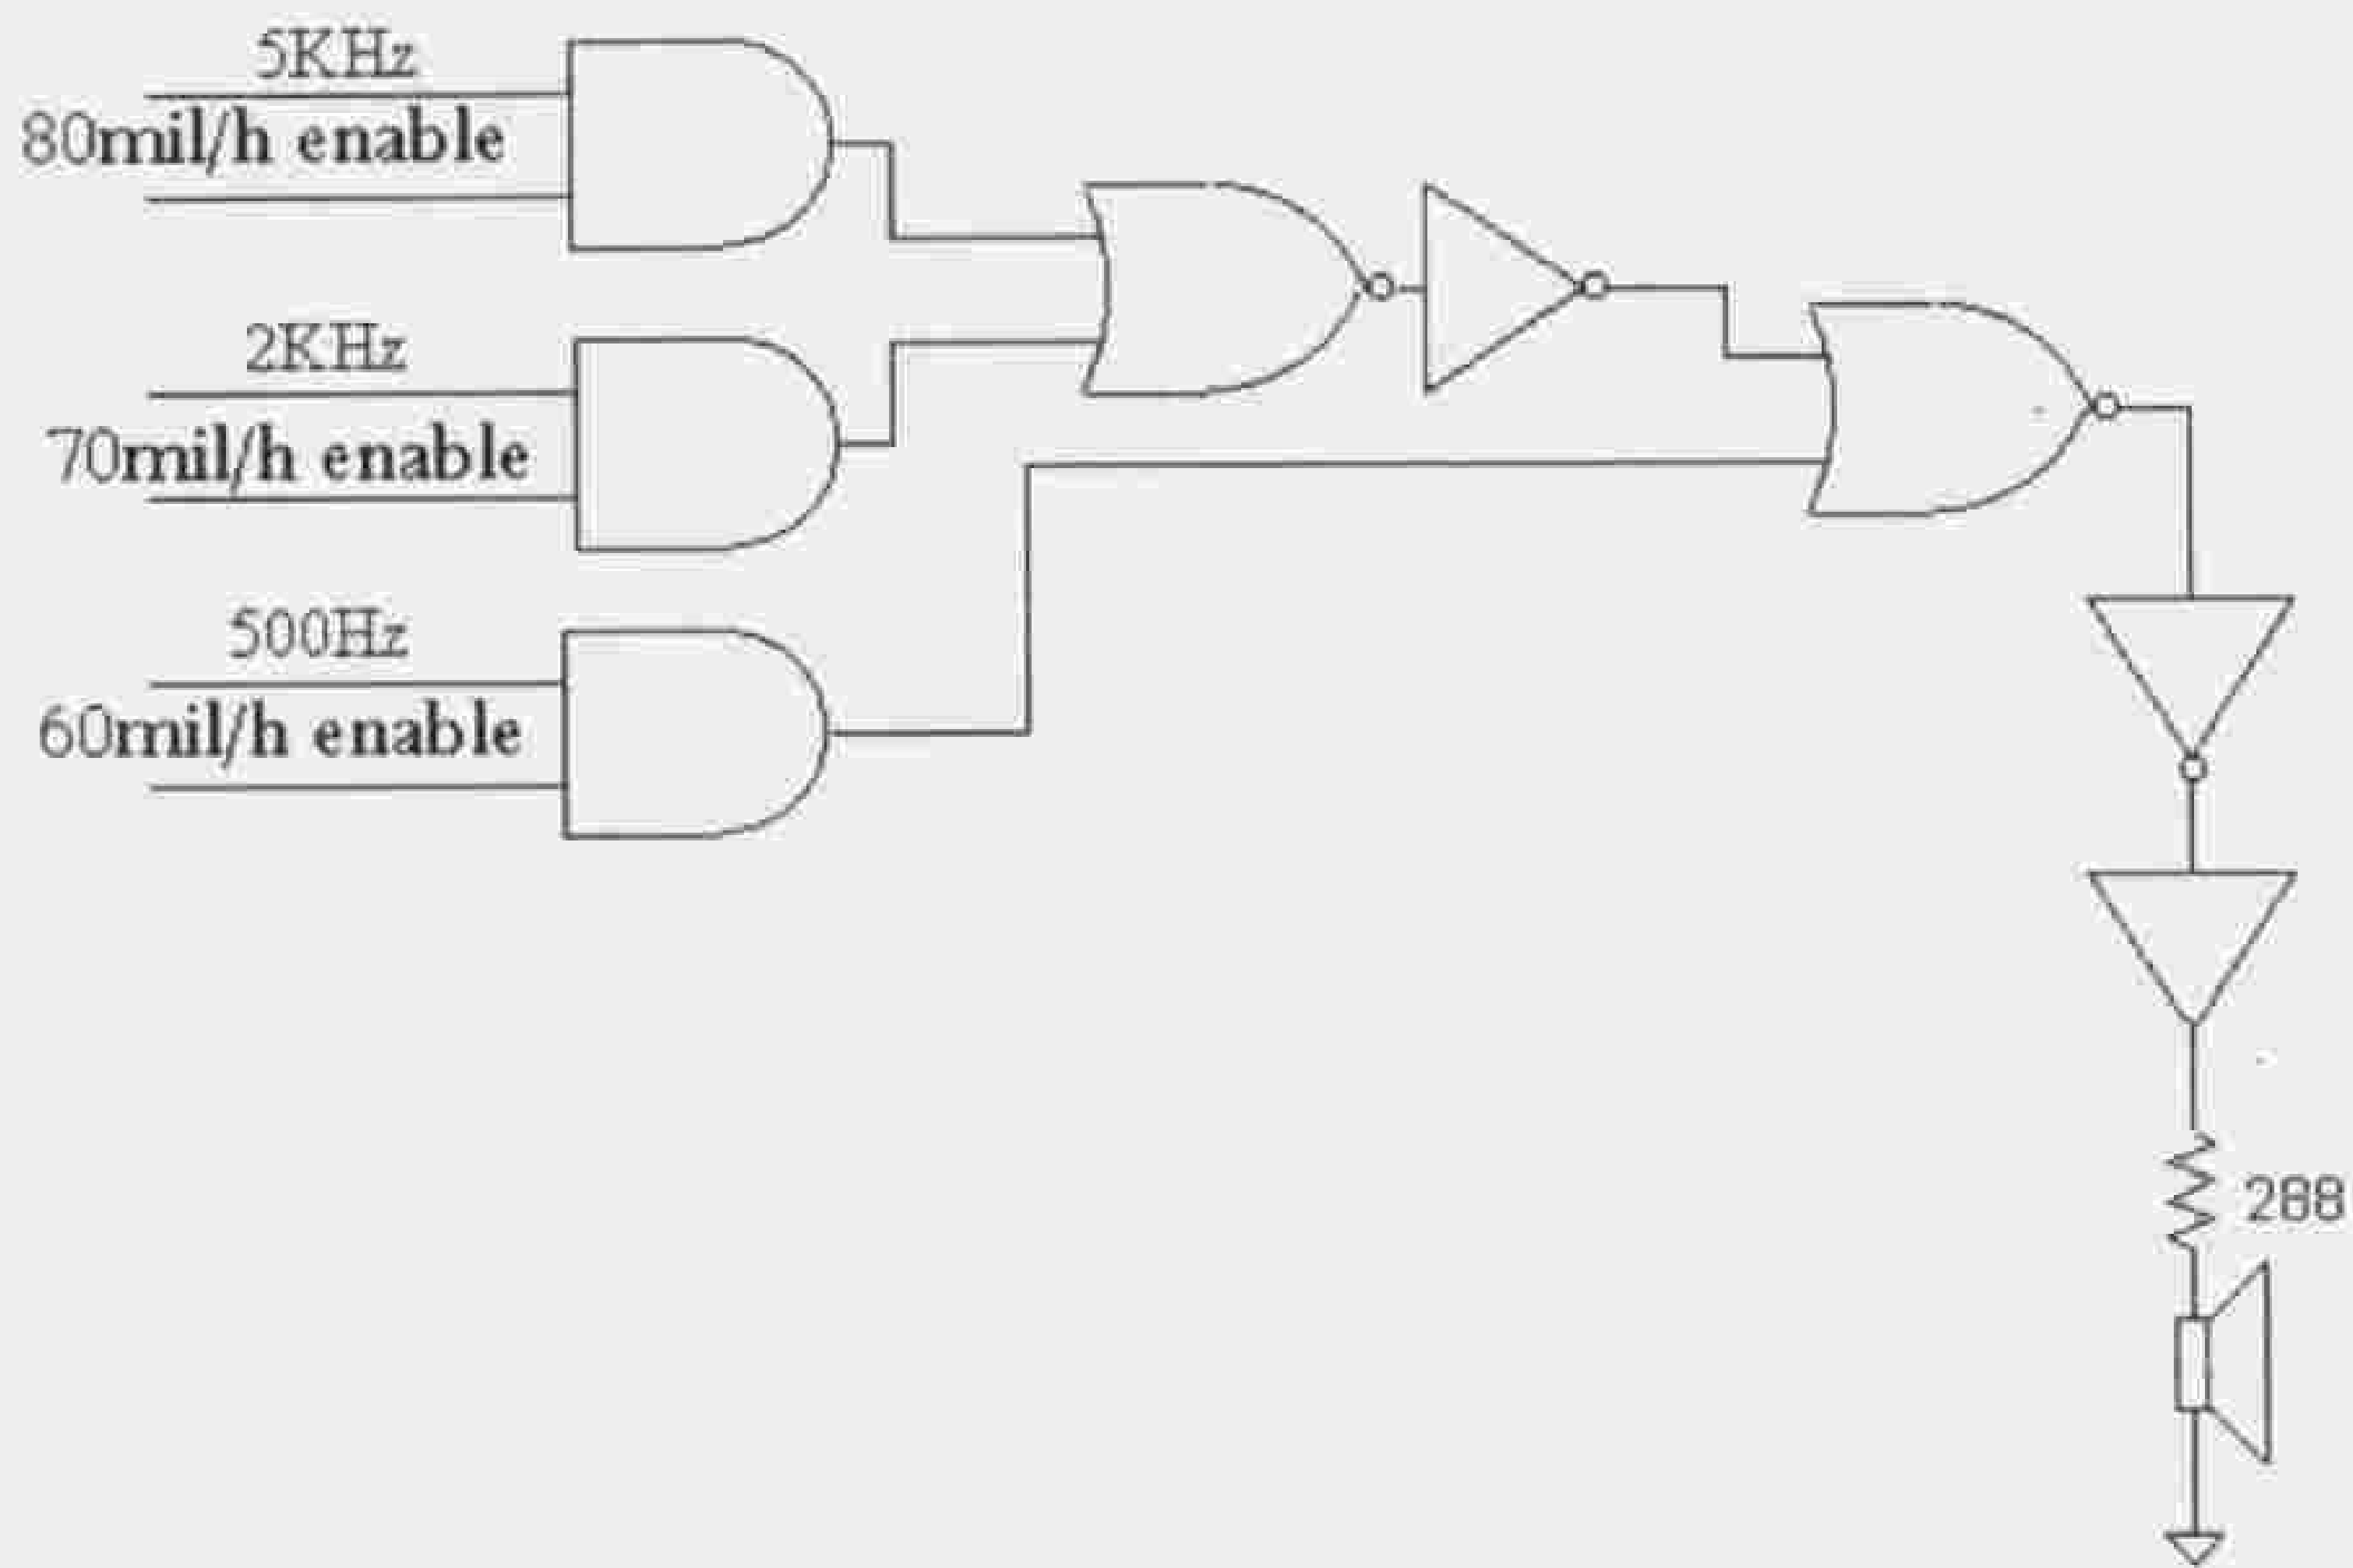 5KHz
80mil/h enable
2KHz
70mil/h enable
500Hz
60mil/h enable
288